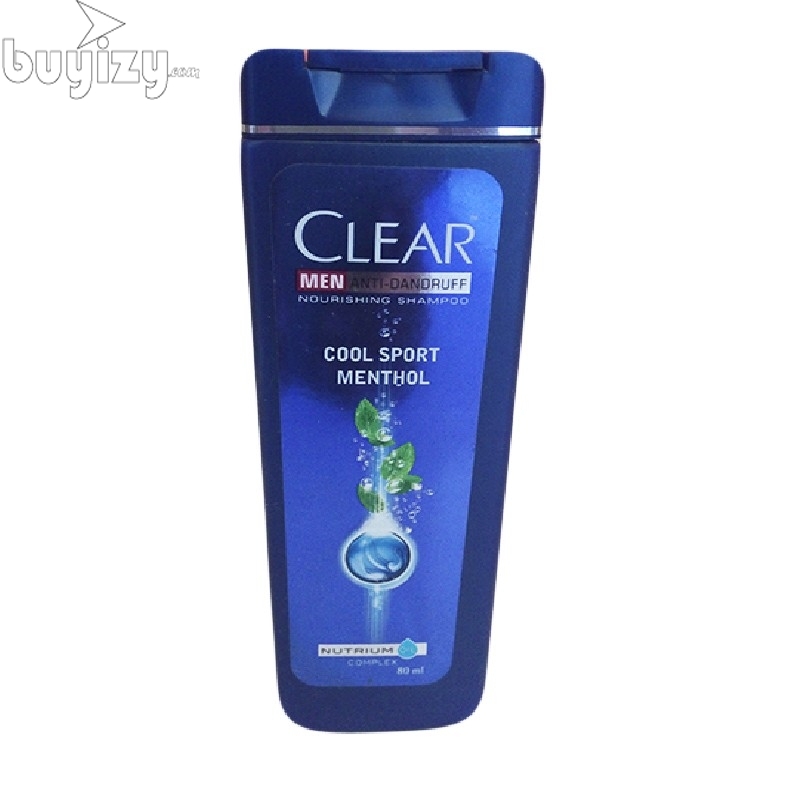 buyizy.com
CLEAR
MEN ANTI-DANDRUFF
NOURISHING SHAMPOO
COOL SPORT
MENTHOL
NUTRIUM
COMPLEX
80 ml